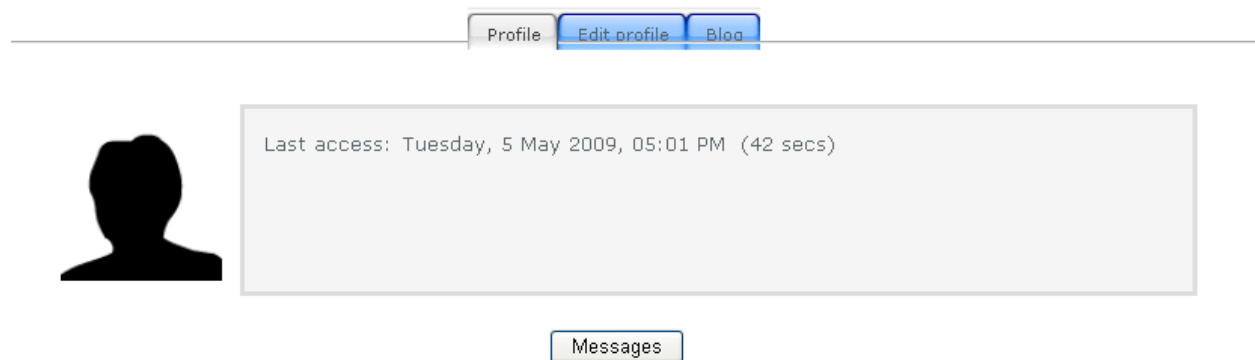 Profile Edit profile Blog
Last access: Tuesday, 5 May 2009, 05:01 PM (42 secs)
Messages